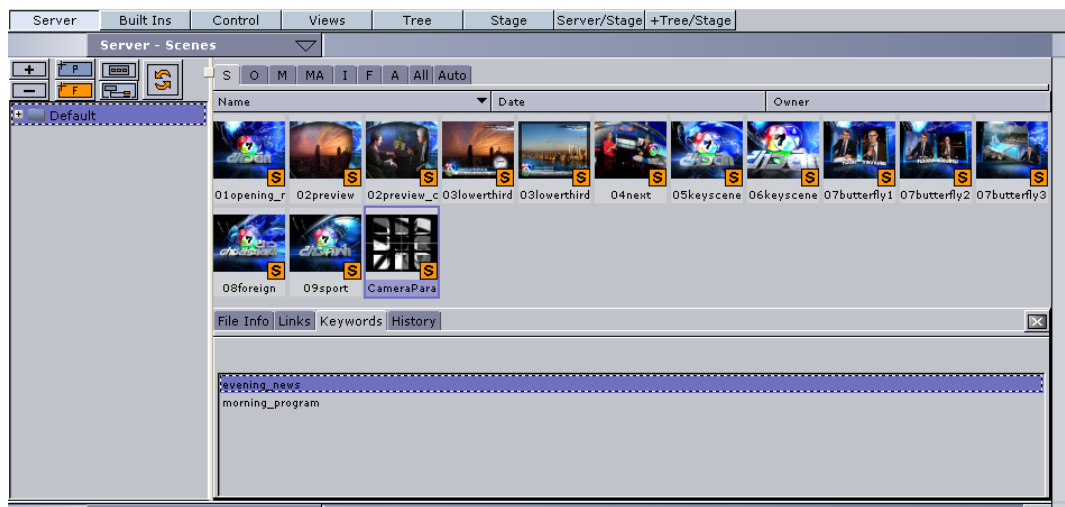 Server Built Ins Control Views Tree Stage Server/Stage +Tree/Stage
Server - Scenes
+ P
- F
S O M MA I F A All Auto
Default
Name Date Owner
S S S S S S S S S S S
01opening_r 02preview 02preview_c 03lowerthird 03lowerthird 04next 05keyscene 06keyscene 07butterfly1 07butterfly2 07butterfly3
S S S
08foreign 09sport CameraPara
File Info Links Keywords History
evening_news
morning_program